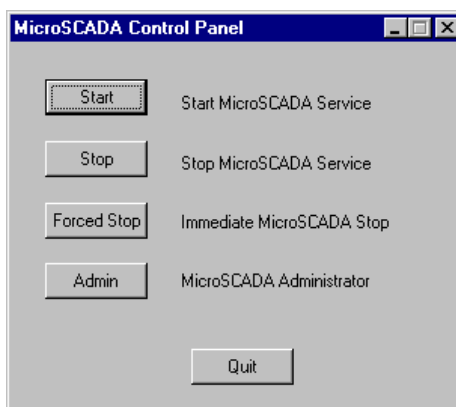 MicroSCADA Control Panel
Start Start MicroSCADA Service
Stop Stop MicroSCADA Service
Forced Stop Immediate MicroSCADA Stop
Admin MicroSCADA Administrator
Quit